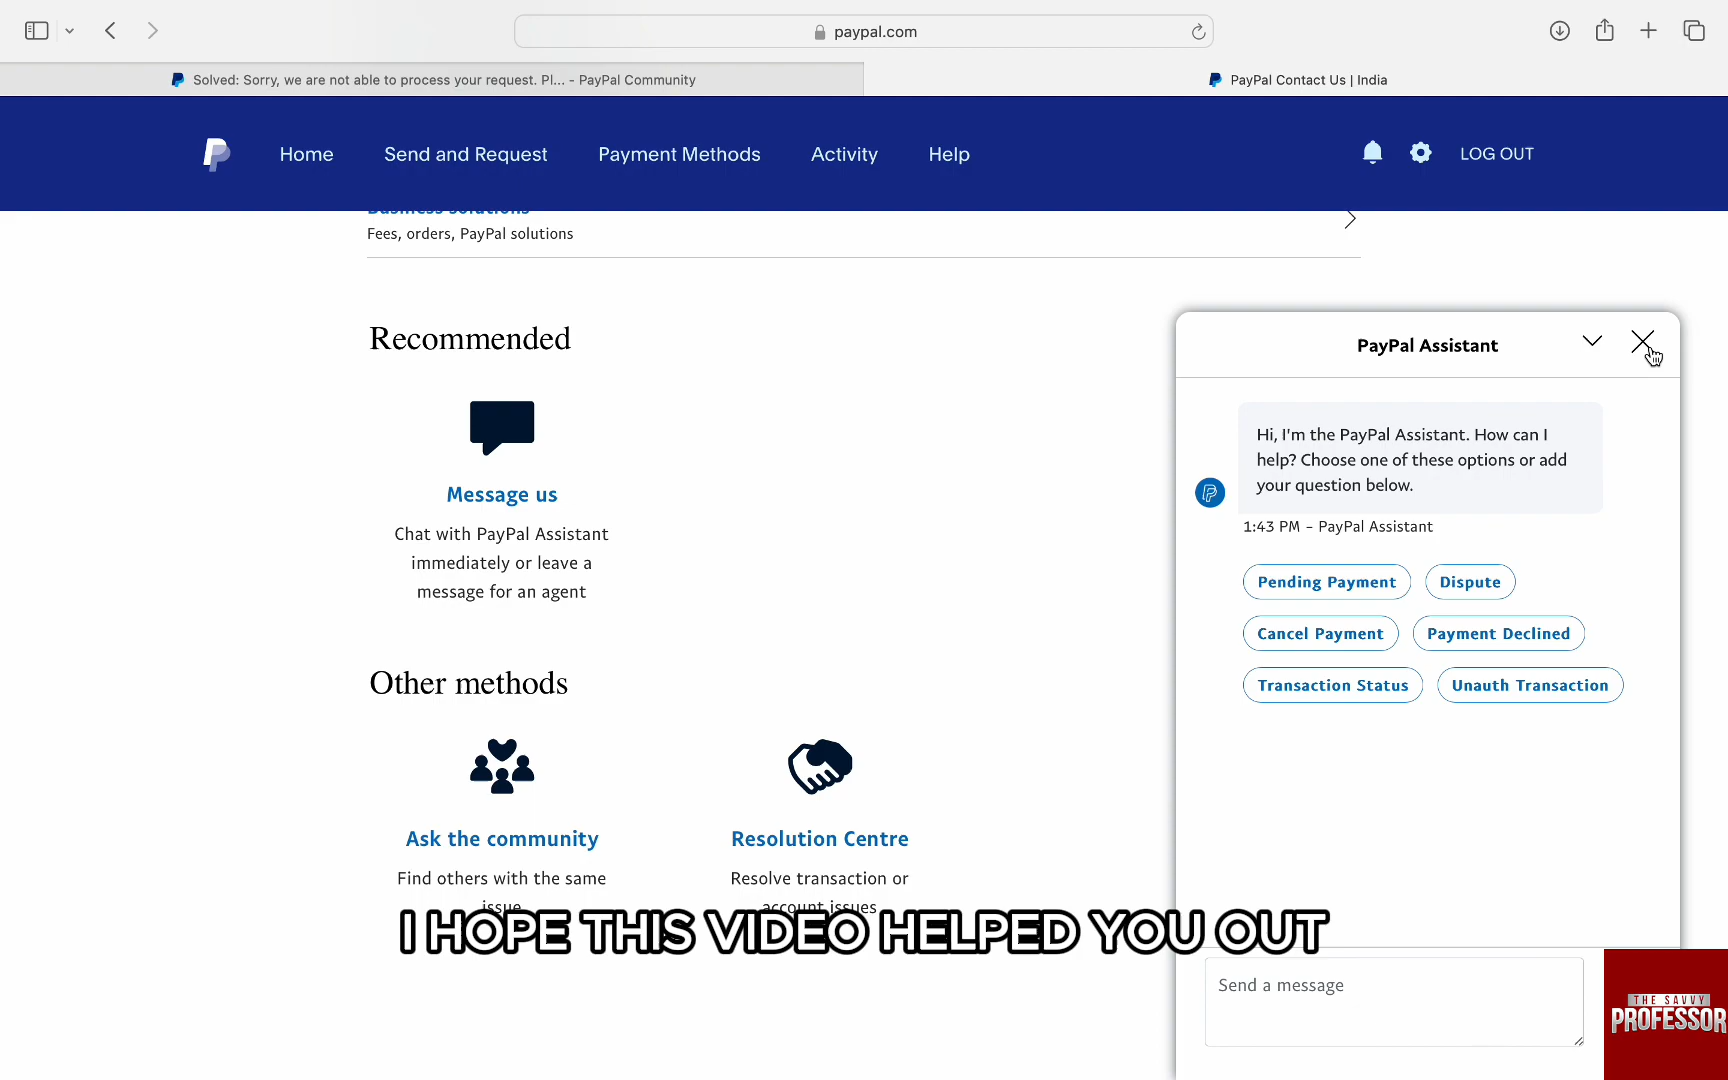 paypal.com
Solved: Sorry, we are not able to process your request. Pl... - PayPal Community
PayPal Contact Us | India
Home
Send and Request
Payment Methods
Activity
Help
LOG OUT
Business solutions
Fees, orders, PayPal solutions
Recommended
Message us
Chat with PayPal Assistant
immediately or leave a
message for an agent
Other methods
Ask the community
Find others with the same
issue
Resolution Centre
Resolve transaction or
account issues
PayPal Assistant
Hi, I'm the PayPal Assistant. How can I
help? Choose one of these options or add
your question below.
1:43 PM - PayPal Assistant
Pending Payment
Dispute
Cancel Payment
Payment Declined
Transaction Status
Unauth Transaction
I HOPE THIS VIDEO HELPED YOU OUT
Send a message
THE SAVVY
PROFESSOR